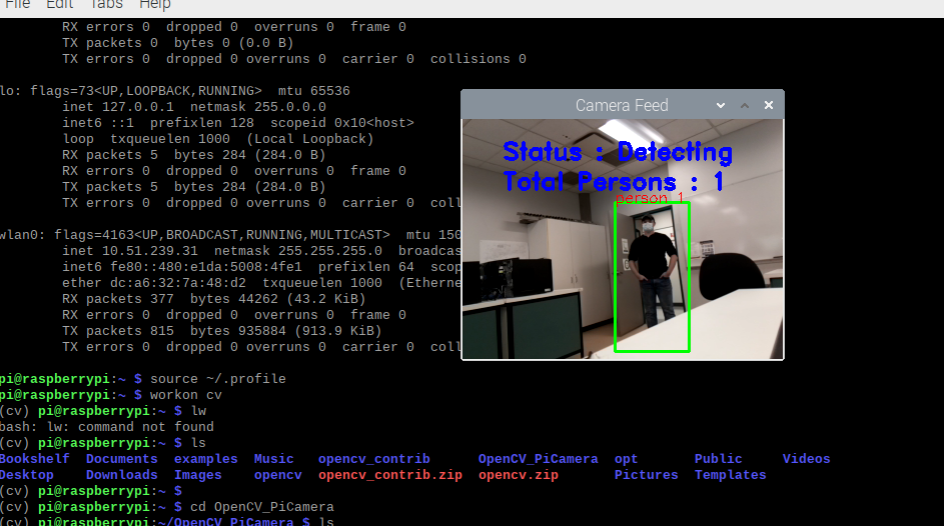 File Edit Tabs Help
RX errors 0 dropped 0 overruns 0 frame 0
TX packets 0 bytes 0 (0.0 B)
TX errors 0 dropped 0 overruns 0 carrier 0 collisions 0
lo: flags=73<UP,LOOPBACK,RUNNING> mtu 65536
inet 127.0.0.1 netmask 255.0.0.0
inet6 ::1 prefixlen 128 scopeid 0x10<host>
loop txqueuelen 1000 (Local Loopback)
RX packets 5 bytes 284 (284.0 B)
RX errors 0 dropped 0 overruns 0 frame 0
TX packets 5 bytes 284 (284.0 B)
TX errors 0 dropped 0 overruns 0 carrier 0 coll
wlan0: flags=4163<UP,BROADCAST,RUNNING,MULTICAST> mtu 150
inet 10.51.239.31 netmask 255.255.255.0 broadcas
inet6 fe80::480:e1da:5008:4fe1 prefixlen 64 scop
ether dc:a6:32:7a:48:d2 txqueuelen 1000 (Etherne
RX packets 377 bytes 44262 (43.2 KiB)
RX errors 0 dropped 0 overruns 0 frame 0
TX packets 815 bytes 935884 (913.9 KiB)
TX errors 0 dropped 0 overruns 0 carrier 0 coll
Camera Feed
Status : Detecting
Total Persons : 1
person 1
pi@raspberrypi:~ $ source ~/.profile
pi@raspberrypi:~ $ workon cv
(cv) pi@raspberrypi:~ $ lw
bash: lw: command not found
(cv) pi@raspberrypi:~ $ ls
Bookshelf Documents examples Music opencv_contrib OpenCV_PiCamera opt Public Videos
Desktop Downloads Images opencv opencv_contrib.zip opencv.zip Pictures Templates
(cv) pi@raspberrypi:~ $
(cv) pi@raspberrypi:~ $ cd OpenCV_PiCamera
(cv) pi@raspberrypi:~/OpenCV_PiCamera $ ls